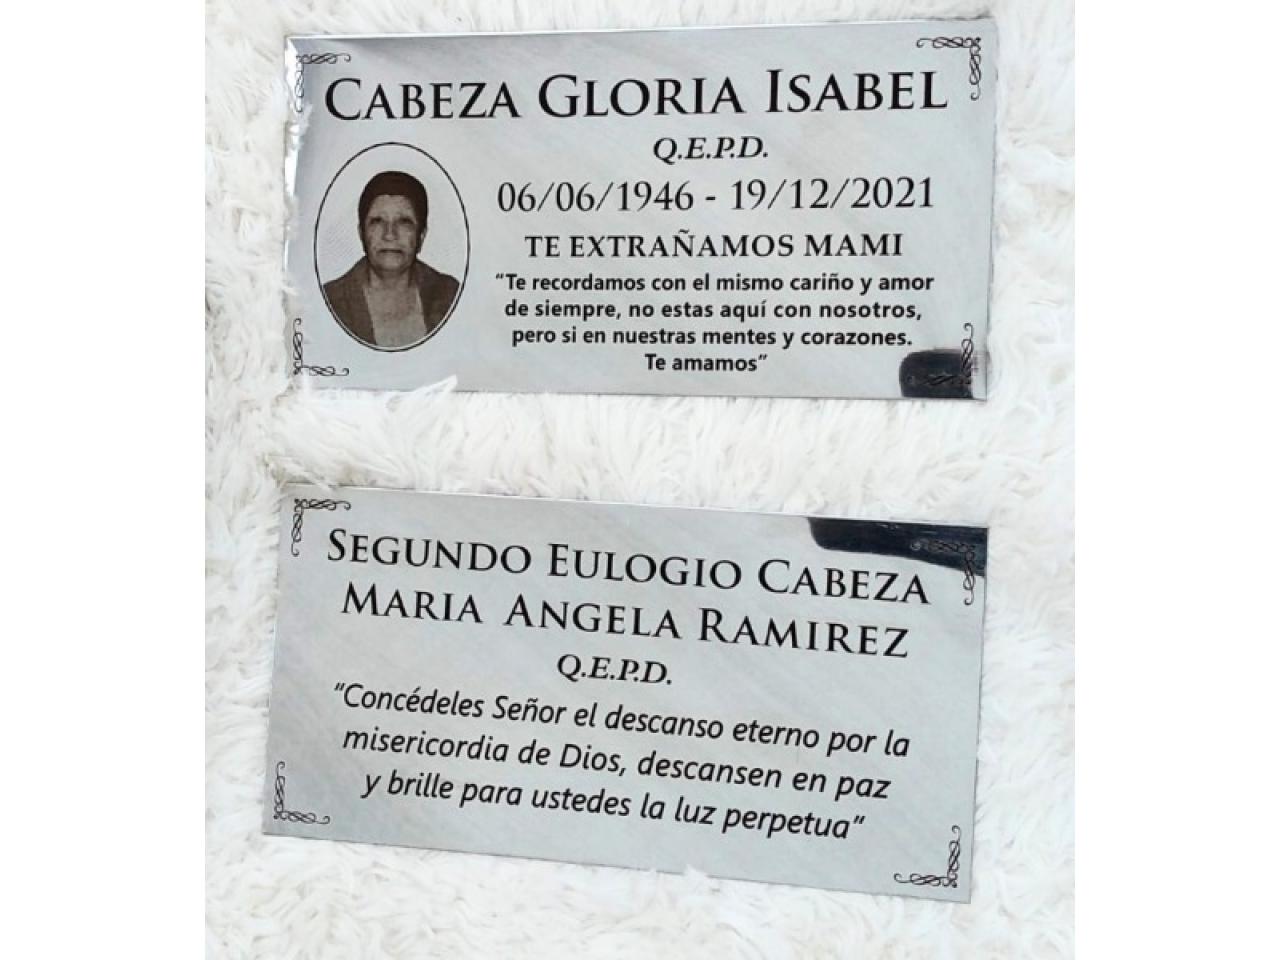 CABEZA GLORIA ISABEL
Q.E.P.D.
06/06/1946 - 19/12/2021
TE EXTRAÑAMOS MAMI
“Te recordamos con el mismo cariño y amor
de siempre, no estas aquí con nosotros,
pero si en nuestras mentes y corazones.
Te amamos”
SEGUNDO EULOGIO CABEZA
MARIA ANGELA RAMIREZ
Q.E.P.D.
“Concédeles Señor el descanso eterno por la
misericordia de Dios, descansen en paz
y brille para ustedes la luz perpetua”